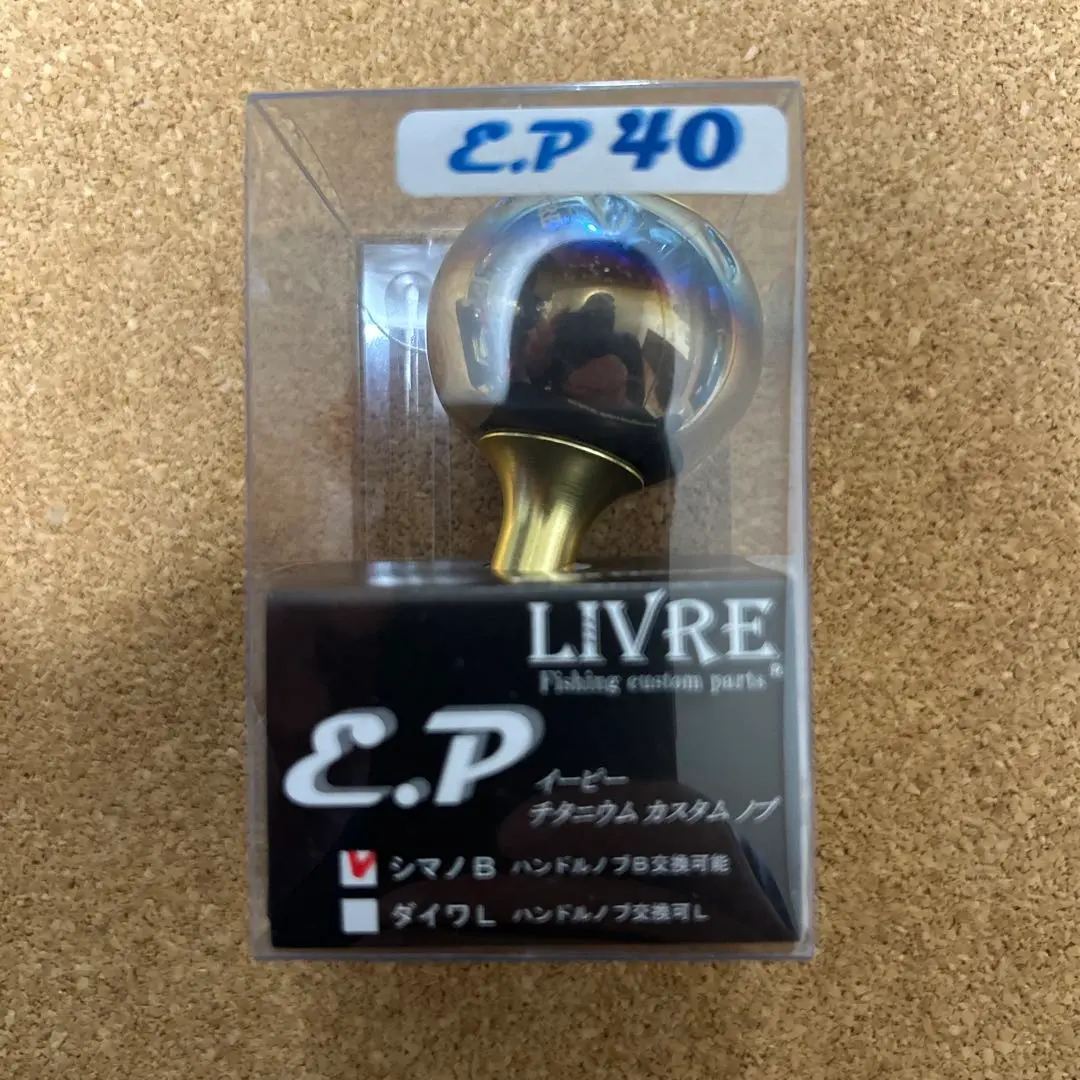 E.P 40
LIVRE
Fishing custom parts®
E.P
イーピー
チタニウム カスタム ノブ
シマノB ハンドルノブB交換可能
ダイワL ハンドルノブ交換可L